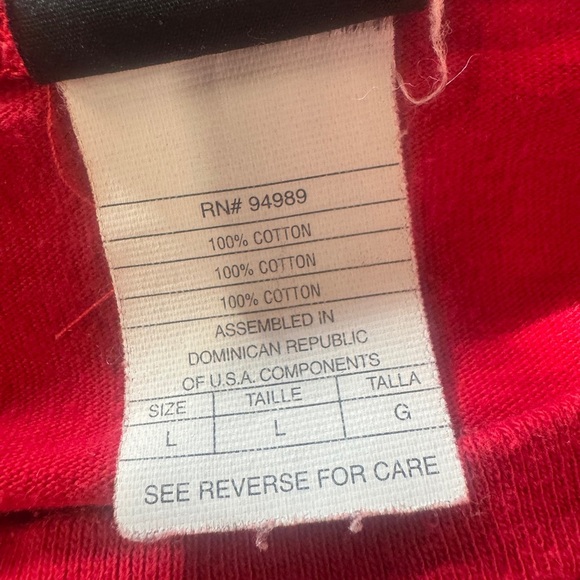 RN# 94989
100% COTTON
100% COTTON
100% COTTON
ASSEMBLED IN
DOMINICAN REPUBLIC
OF U.S.A. COMPONENTS
SIZE TAILLE TALLA
L L G
SEE REVERSE FOR CARE